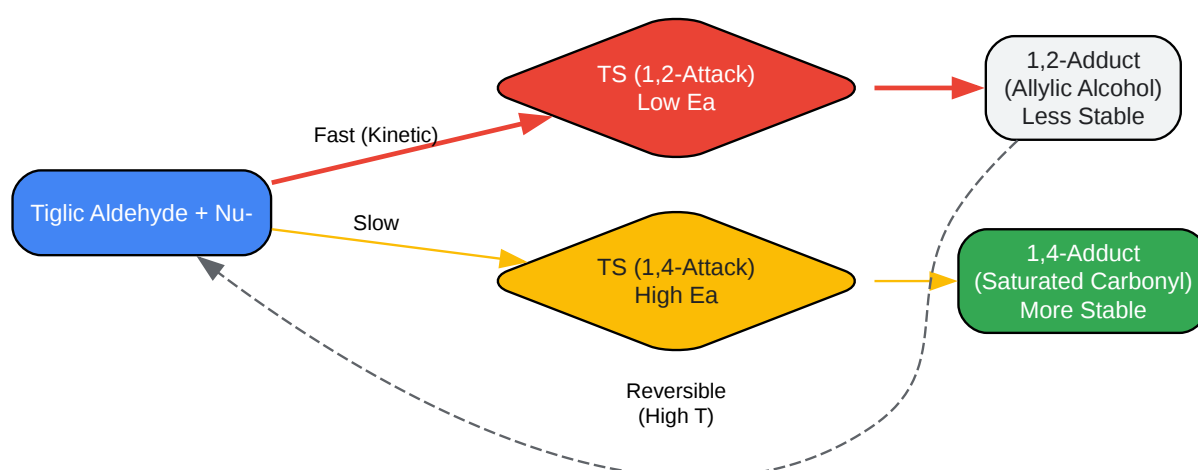 Tiglic Aldehyde + Nu-
Fast (Kinetic)
Slow
TS (1,2-Attack)
Low Ea
TS (1,4-Attack)
High Ea
1,2-Adduct
(Allylic Alcohol)
Less Stable
1,4-Adduct
(Saturated Carbonyl)
More Stable
Reversible
(High T)